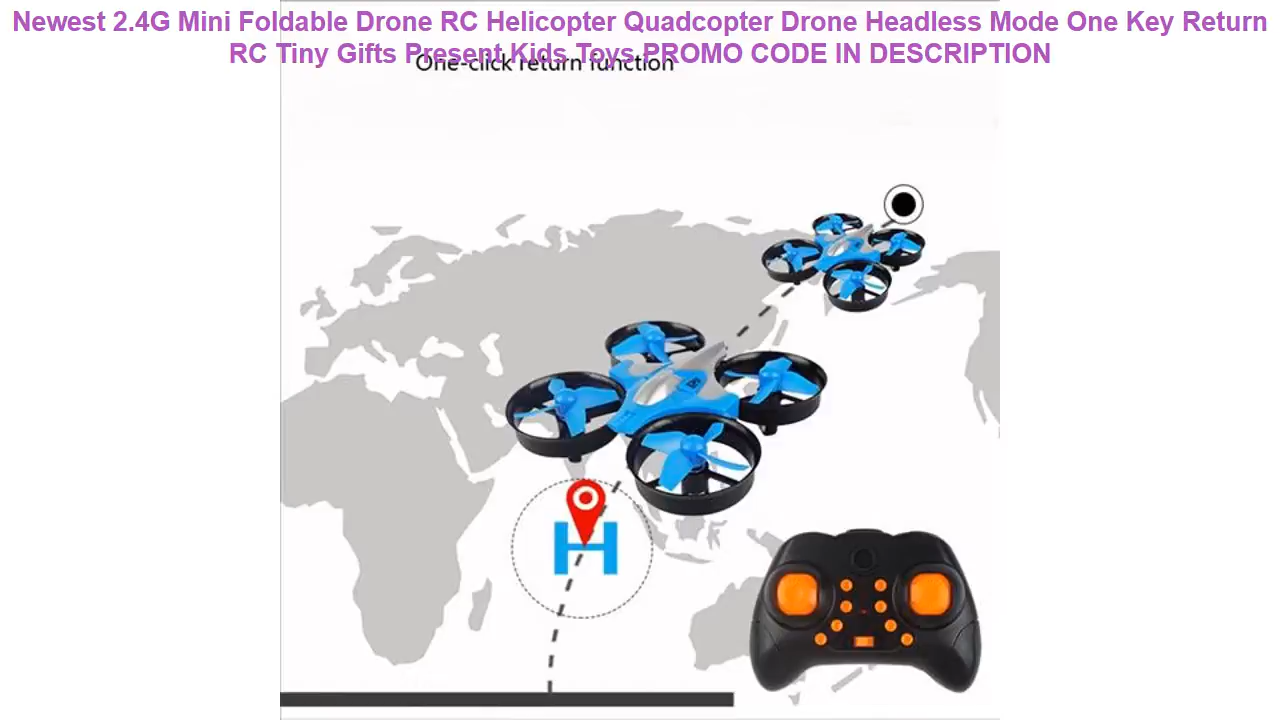 Newest 2.4G Mini Foldable Drone RC Helicopter Quadcopter Drone Headless Mode One Key Return
RC Tiny Gifts Present Kids Toys PROMO CODE IN DESCRIPTION
One-click return function
H